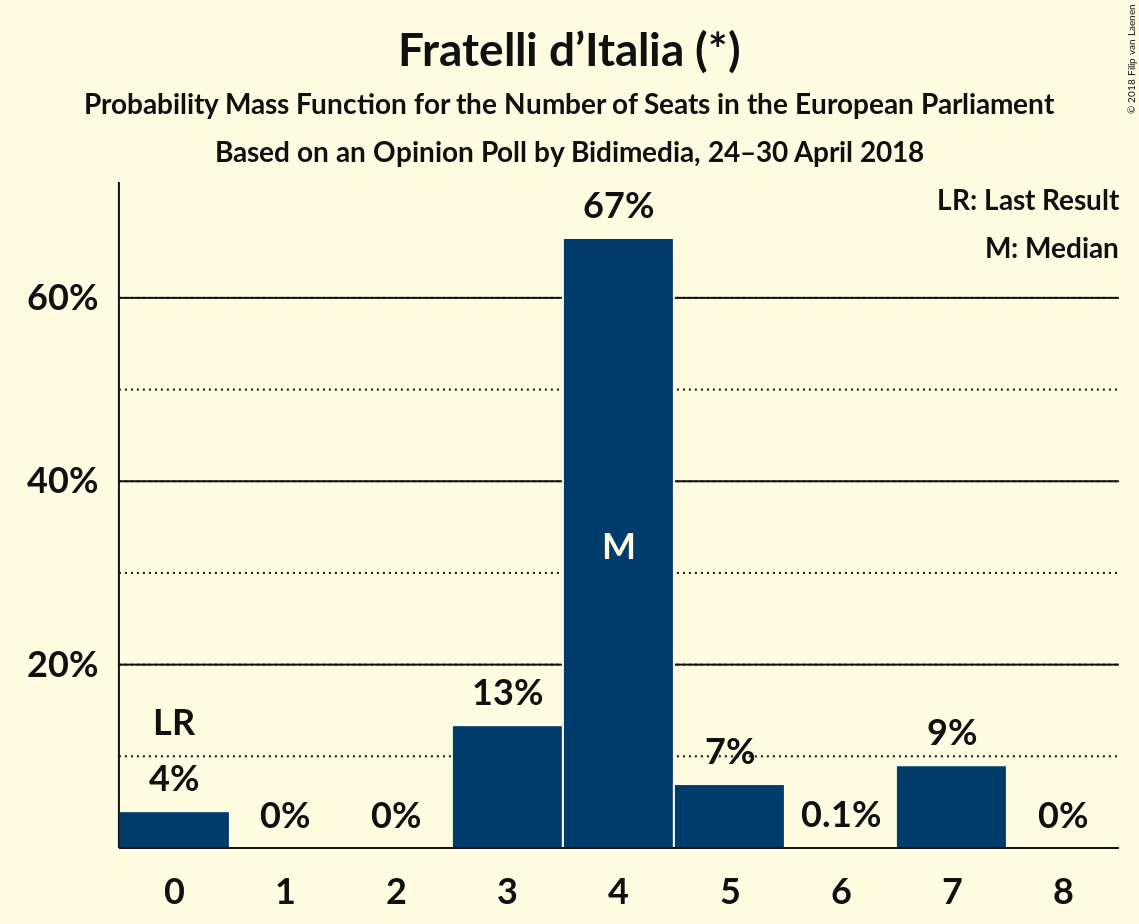 Fratelli d’Italia (*)
Probability Mass Function for the Number of Seats in the European Parliament
Based on an Opinion Poll by Bidimedia, 24–30 April 2018
© 2018 Filip van Laenen
LR: Last Result
M: Median
60%
40%
20%
LR
4%
0%
0%
13%
67%
M
7%
0.1%
9%
0%
0 1 2 3 4 5 6 7 8